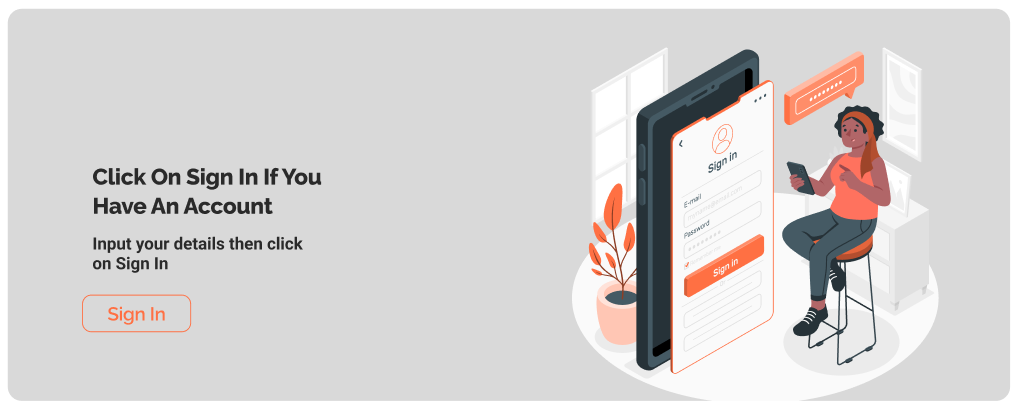 Click On Sign In If You
Have An Account
Input your details then click
on Sign In
Sign In
Sign in
E-mail
Password
Sign In